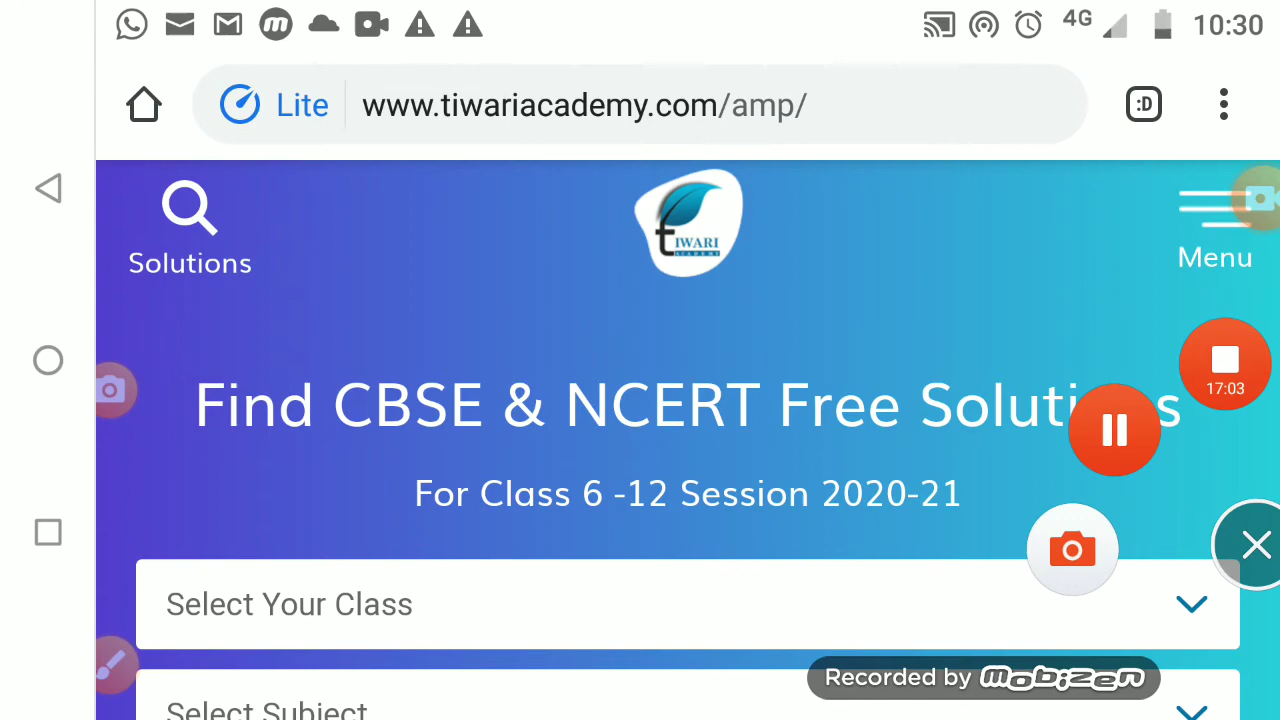 4G 10:30
Lite www.tiwariacademy.com/amp/
:D
Solutions
TIWARI
ACADEMY
Menu
17:03
Find CBSE & NCERT Free Soluti s
For Class 6 -12 Session 2020-21
Select Your Class
Recorded by mobizen
Select Subject